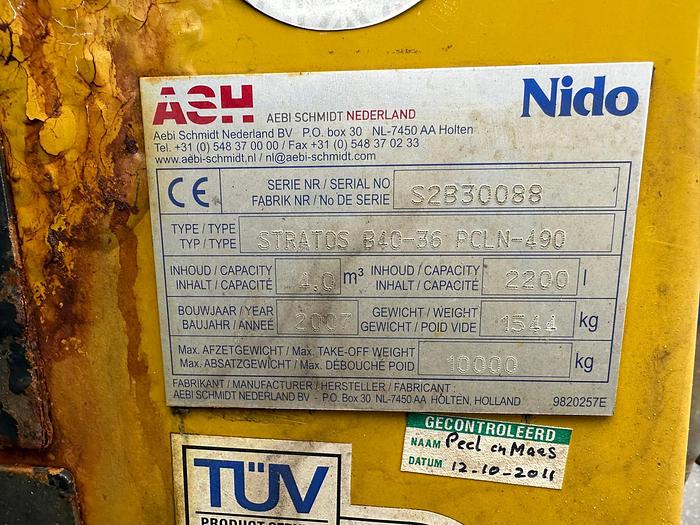 ASH AEBI SCHMIDT NEDERLAND Nido
Aebi Schmidt Nederland BV P.O. box 30 NL-7450 AA Holten
Tel. +31 (0) 548 37 00 00 / Fax +31 (0) 548 37 02 33
www.aebi-schmidt.nl / nl@aebi-schmidt.com
CE
SERIE NR / SERIAL NO
FABRIK NR / No DE SERIE
S2B30088
TYPE / TYPE /
TYP / TYPE
STRATOS B40-36 PCLN-490
INHOUD / CAPACITY
INHALT / CAPACITÉ
4,0 m³
INHOUD / CAPACITY
INHALT / CAPACITÉ
2200 l
BOUWJAAR / YEAR
BAUJAHR / ANNEÉ
2007
GEWICHT / WEIGHT
GEWICHT / POID VIDE
1544 kg
Max. AFZETGEWICHT / Max. TAKE-OFF WEIGHT
Max. ABSATZGEWICHT / Max. DÉBOUCHÉ POID
10000 kg
FABRIKANT / MANUFACTURER / HERSTELLER / FABRICANT :
AEBI SCHMIDT NEDERLAND BV - P.O. Box 30 NL-7450 AA HOLTEN, HOLLAND 9820257E
GECONTROLEERD
NAAM Peel en Maas
DATUM 12-10-2011
TÜV